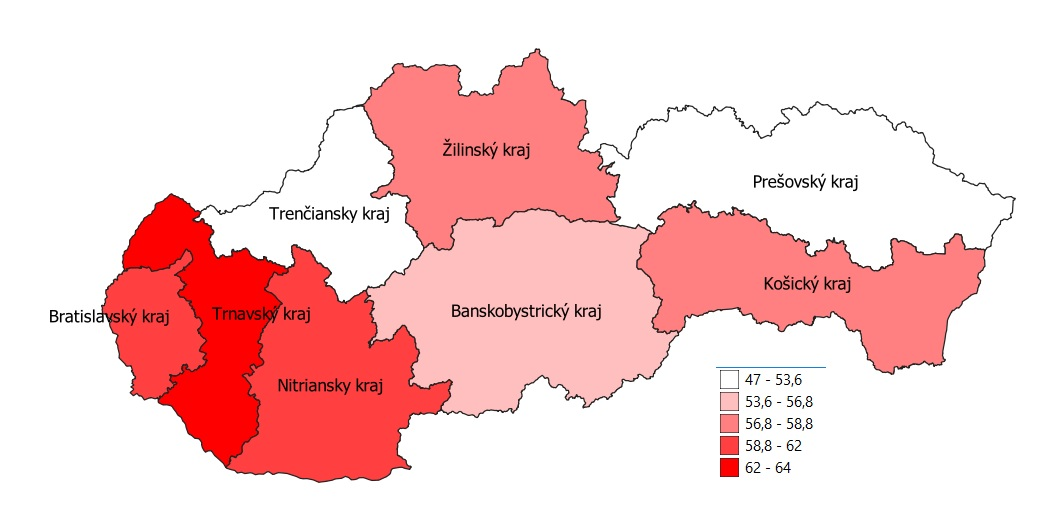 Žilinský kraj
Prešovský kraj
Trenčiansky kraj
Košický kraj
Banskobystrický kraj
Bratislavský kraj
Trnavský kraj
Nitriansky kraj
47 - 53,6
53,6 - 56,8
56,8 - 58,8
58,8 - 62
62 - 64